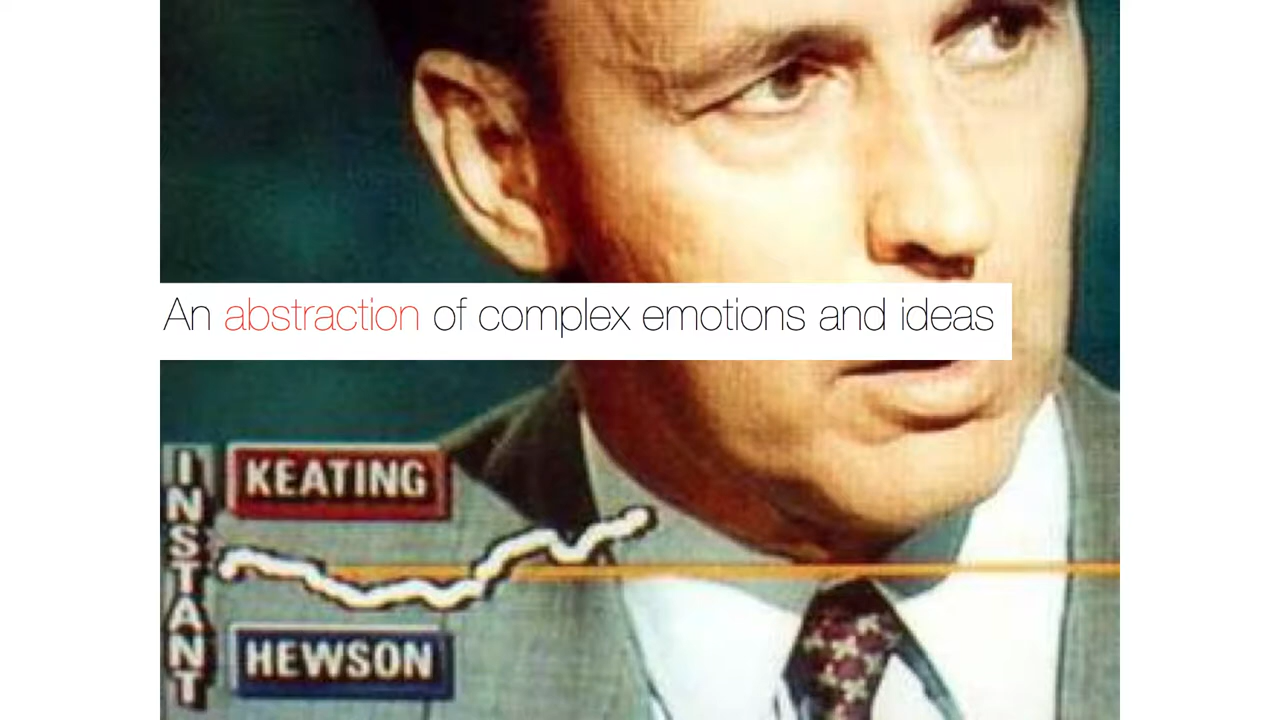 An abstraction of complex emotions and ideas
INSTANT
KEATING
HEWSON